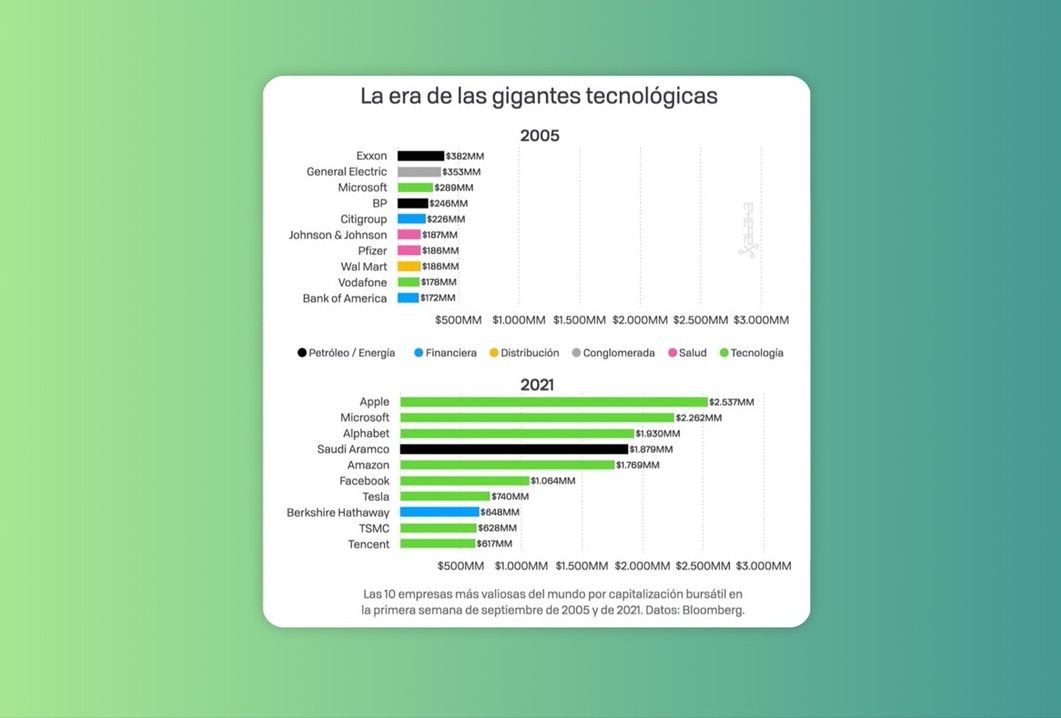 La era de las gigantes tecnológicas
2005
Exxon $382MM
General Electric $353MM
Microsoft $289MM
BP $246MM
Citigroup $226MM
Johnson & Johnson $187MM
Pfizer $186MM
Wal Mart $186MM
Vodafone $178MM
Bank of America $172MM
$500MM $1.000MM $1.500MM $2.000MM $2.500MM $3.000MM
xataka
Petróleo / Energía Financiera Distribución Conglomerada Salud Tecnología
2021
Apple $2.537MM
Microsoft $2.262MM
Alphabet $1.930MM
Saudi Aramco $1.879MM
Amazon $1.769MM
Facebook $1.064MM
Tesla $740MM
Berkshire Hathaway $648MM
TSMC $628MM
Tencent $617MM
$500MM $1.000MM $1.500MM $2.000MM $2.500MM $3.000MM
Las 10 empresas más valiosas del mundo por capitalización bursátil en
la primera semana de septiembre de 2005 y de 2021. Datos: Bloomberg.